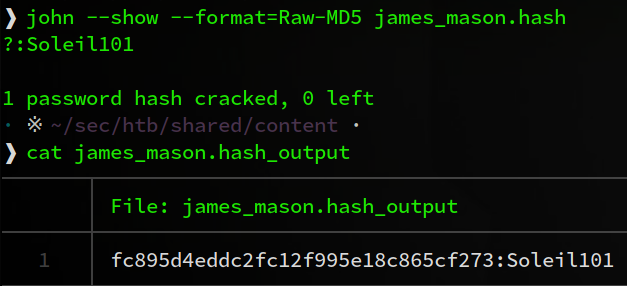 ❯ john --show --format=Raw-MD5 james_mason.hash
?:Soleil101
1 password hash cracked, 0 left
· ※ ~/sec/htb/shared/content ·
❯ cat james_mason.hash_output
File: james_mason.hash_output
1 fc895d4eddc2fc12f995e18c865cf273:Soleil101